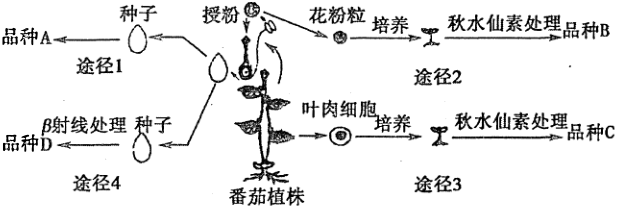 种子 授粉 花粉粒 培养 秋水仙素处理
品种A 品种B
途径1 途径2
叶肉细胞
β射线处理 种子 培养 秋水仙素处理
品种D 品种C
途径4 途径3
番茄植株